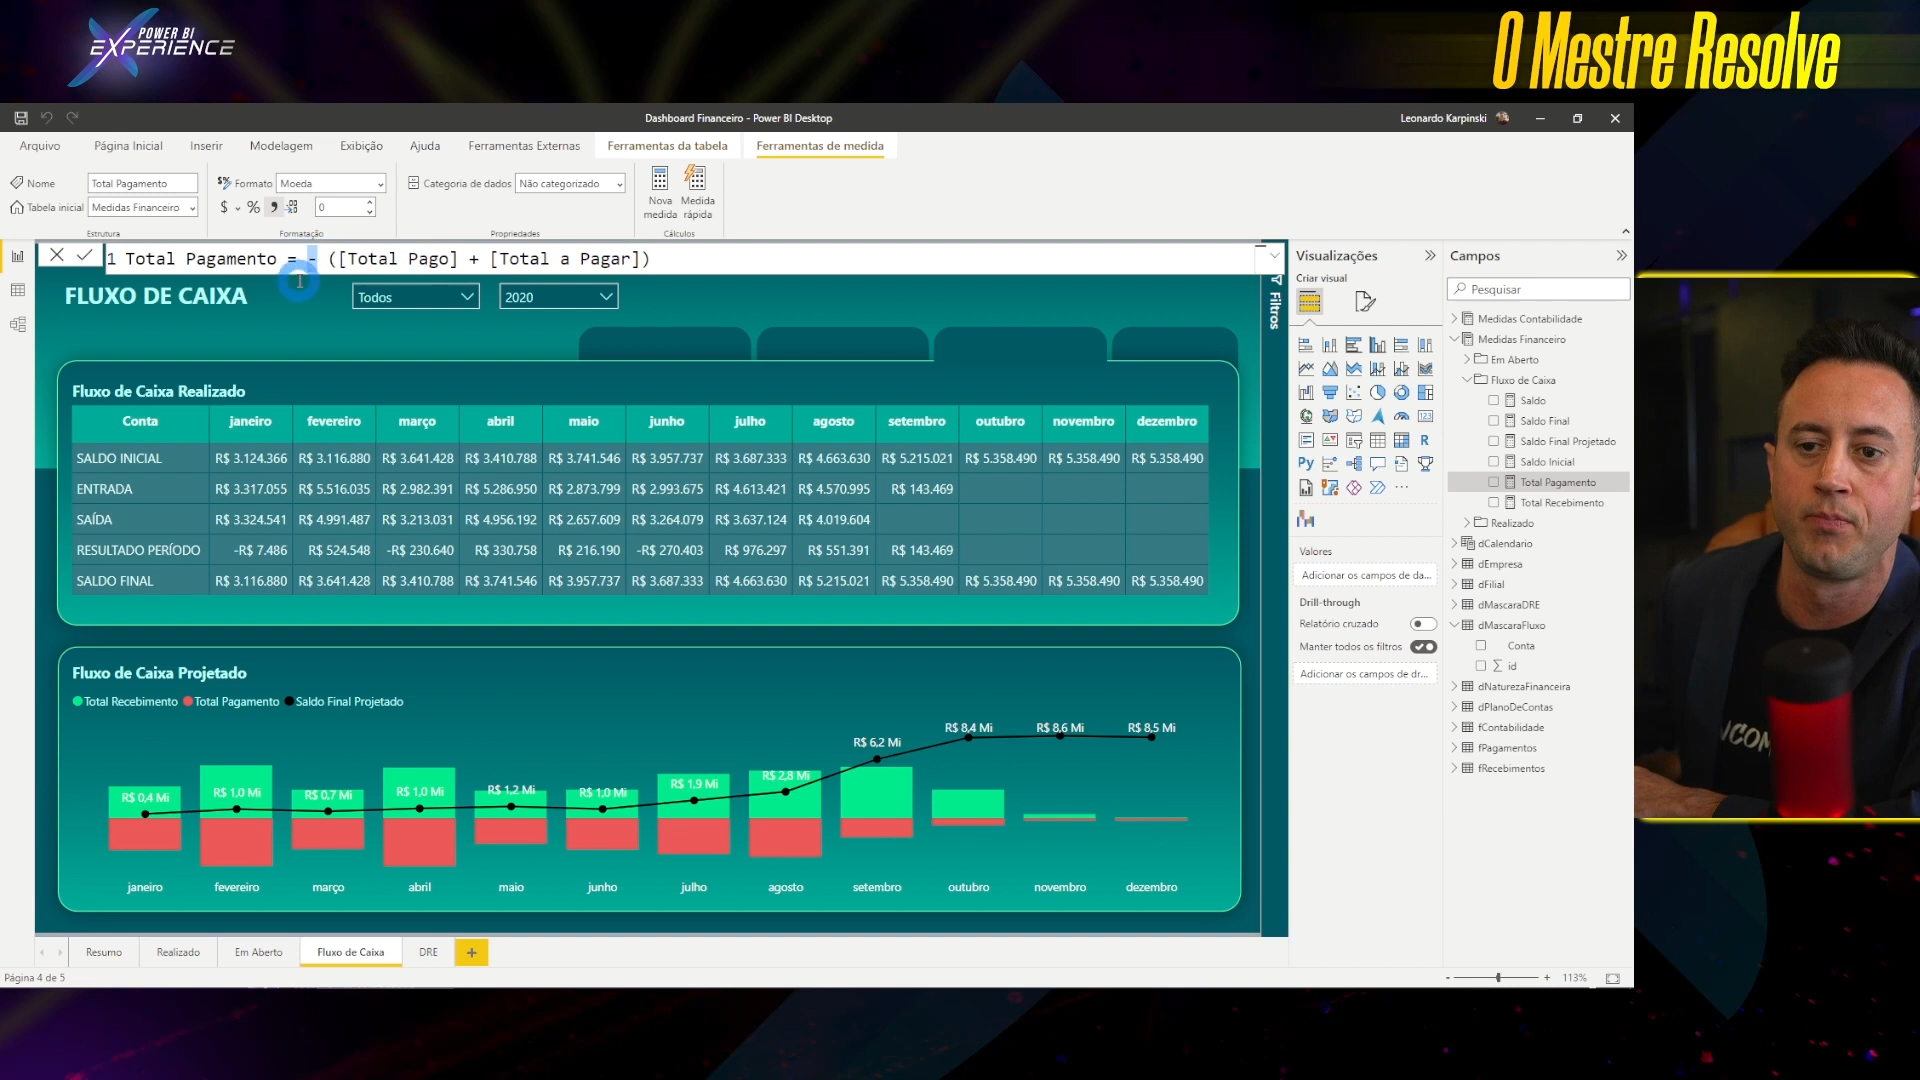 POWER BI
EXPERIENCE
O Mestre Resolve
Dashboard Financeiro - Power BI Desktop
Leonardo Karpinski
Arquivo
Página Inicial
Inserir
Modelagem
Exibição
Ajuda
Ferramentas Externas
Ferramentas da tabela
Ferramentas de medida
Nome
Total Pagamento
Tabela inicial
Medidas Financeiro
Estrutura
Formato
Moeda
$
%
0
Formatação
Categoria de dados
Não categorizado
Propriedades
Nova
medida
Medida
rápida
Cálculos
1 Total Pagamento = - ([Total Pago] + [Total a Pagar])
FLUXO DE CAIXA
Todos
2020
Filtros
Fluxo de Caixa Realizado
Conta janeiro fevereiro março abril maio junho julho agosto setembro outubro novembro dezembro
SALDO INICIAL R$ 3.124.366 R$ 3.116.880 R$ 3.641.428 R$ 3.410.788 R$ 3.741.546 R$ 3.957.737 R$ 3.687.333 R$ 4.663.630 R$ 5.215.021 R$ 5.358.490 R$ 5.358.490 R$ 5.358.490
ENTRADA R$ 3.317.055 R$ 5.516.035 R$ 2.982.391 R$ 5.286.950 R$ 2.873.799 R$ 2.993.675 R$ 4.613.421 R$ 4.570.995 R$ 143.469
SAÍDA R$ 3.324.541 R$ 4.991.487 R$ 3.213.031 R$ 4.956.192 R$ 2.657.609 R$ 3.264.079 R$ 3.637.124 R$ 4.019.604
RESULTADO PERÍODO -R$ 7.486 R$ 524.548 -R$ 230.640 R$ 330.758 R$ 216.190 -R$ 270.403 R$ 976.297 R$ 551.391 R$ 143.469
SALDO FINAL R$ 3.116.880 R$ 3.641.428 R$ 3.410.788 R$ 3.741.546 R$ 3.957.737 R$ 3.687.333 R$ 4.663.630 R$ 5.215.021 R$ 5.358.490 R$ 5.358.490 R$ 5.358.490 R$ 5.358.490
Fluxo de Caixa Projetado
Total Recebimento Total Pagamento Saldo Final Projetado
R$ 0,4 Mi R$ 1,0 Mi R$ 0,7 Mi R$ 1,0 Mi R$ 1,2 Mi R$ 1,0 Mi R$ 1,9 Mi R$ 2,8 Mi R$ 6,2 Mi R$ 8,4 Mi R$ 8,6 Mi R$ 8,5 Mi
janeiro fevereiro março abril maio junho julho agosto setembro outubro novembro dezembro
Resumo
Realizado
Em Aberto
Fluxo de Caixa
DRE
+
Página 4 de 5
- + 113%
Visualizações
Criar visual
123
R
Py
...
Valores
Adicionar os campos de da...
Drill-through
Relatório cruzado
Manter todos os filtros
Adicionar os campos de dr...
Campos
Pesquisar
Medidas Contabilidade
Medidas Financeiro
Em Aberto
Fluxo de Caixa
Saldo
Saldo Final
Saldo Final Projetado
Saldo Inicial
Total Pagamento
Total Recebimento
Realizado
dCalendario
dEmpresa
dFilial
dMascaraDRE
dMascaraFluxo
Conta
∑ id
dNaturezaFinanceira
dPlanoDeContas
fContabilidade
fPagamentos
fRecebimentos